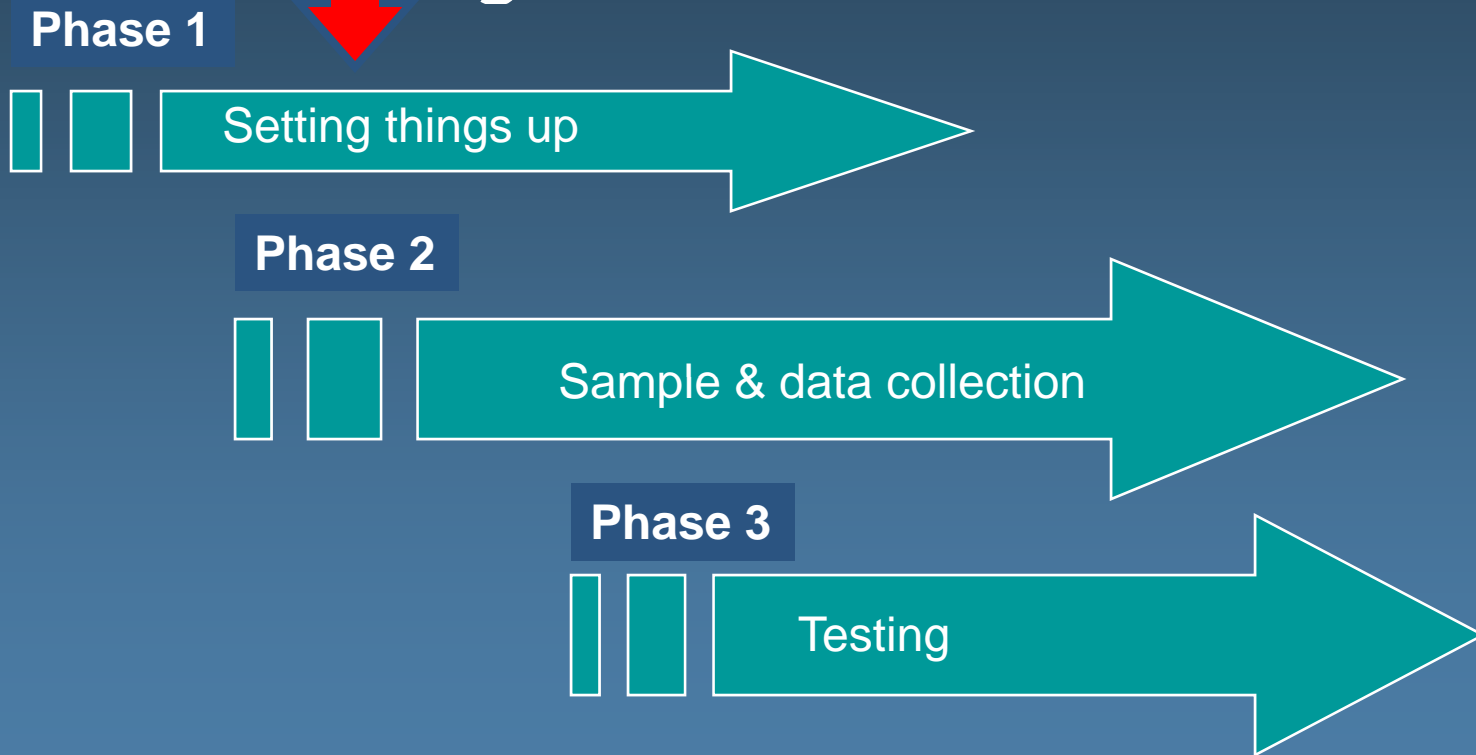 Phase 1
Setting things up
Phase 2
Sample & data collection
Phase 3
Testing